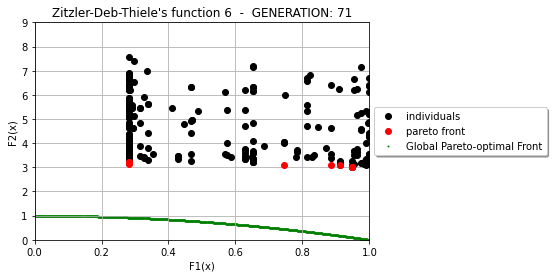 Zitzler-Deb-Thiele's function 6 - GENERATION: 71
9
8
7
6
5
4
3
2
1
0
F2(x)
0.0 0.2 0.4 0.6 0.8 1.0
F1(x)
individuals
pareto front
Global Pareto-optimal Front